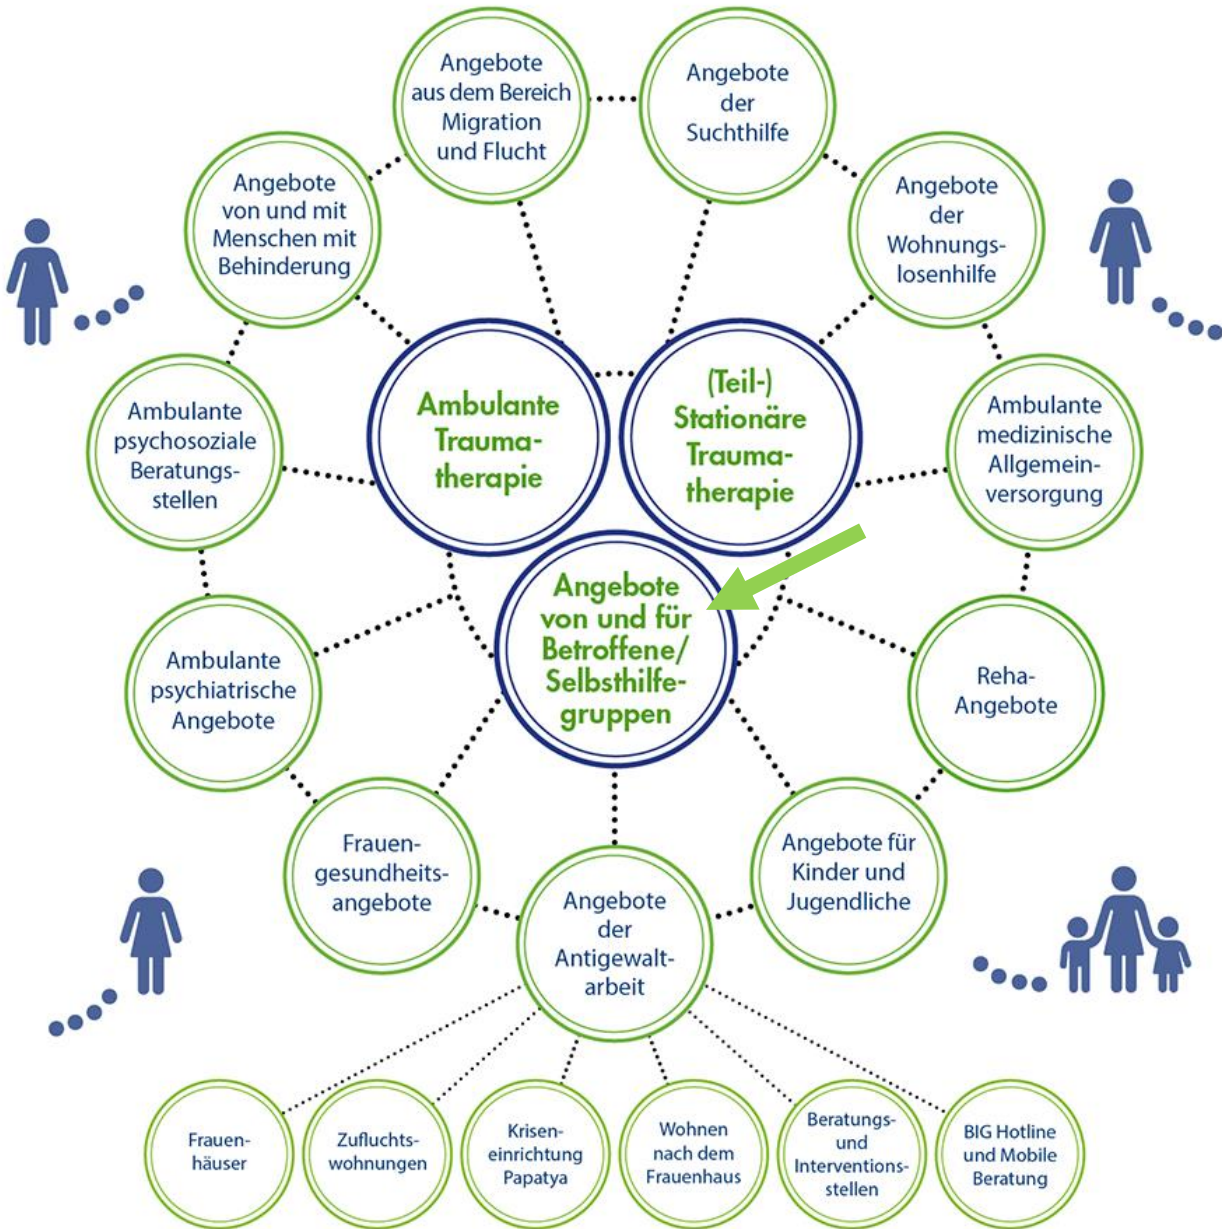 Angebote
aus dem Bereich
Migration
und Flucht
Angebote
der
Suchthilfe
Angebote
von und mit
Menschen mit
Behinderung
Angebote
der
Wohnungs-
losenhilfe
Ambulante
Trauma-
therapie
(Teil-)
Stationäre
Trauma-
therapie
Ambulante
psychosoziale
Beratungs-
stellen
Ambulante
medizinische
Allgemein-
versorgung
Angebote
von und für
Betroffene/
Selbsthilfe-
gruppen
Ambulante
psychiatrische
Angebote
Reha-
Angebote
Frauen-
gesundheits-
angebote
Angebote für
Kinder und
Jugendliche
Angebote
der
Antigewalt-
arbeit
Frauen-
häuser
Zufluchts-
wohnungen
Krisen-
einrichtung
Papatya
Wohnen
nach dem
Frauenhaus
Beratungs-
und
Interventions-
stellen
BIG Hotline
und Mobile
Beratung